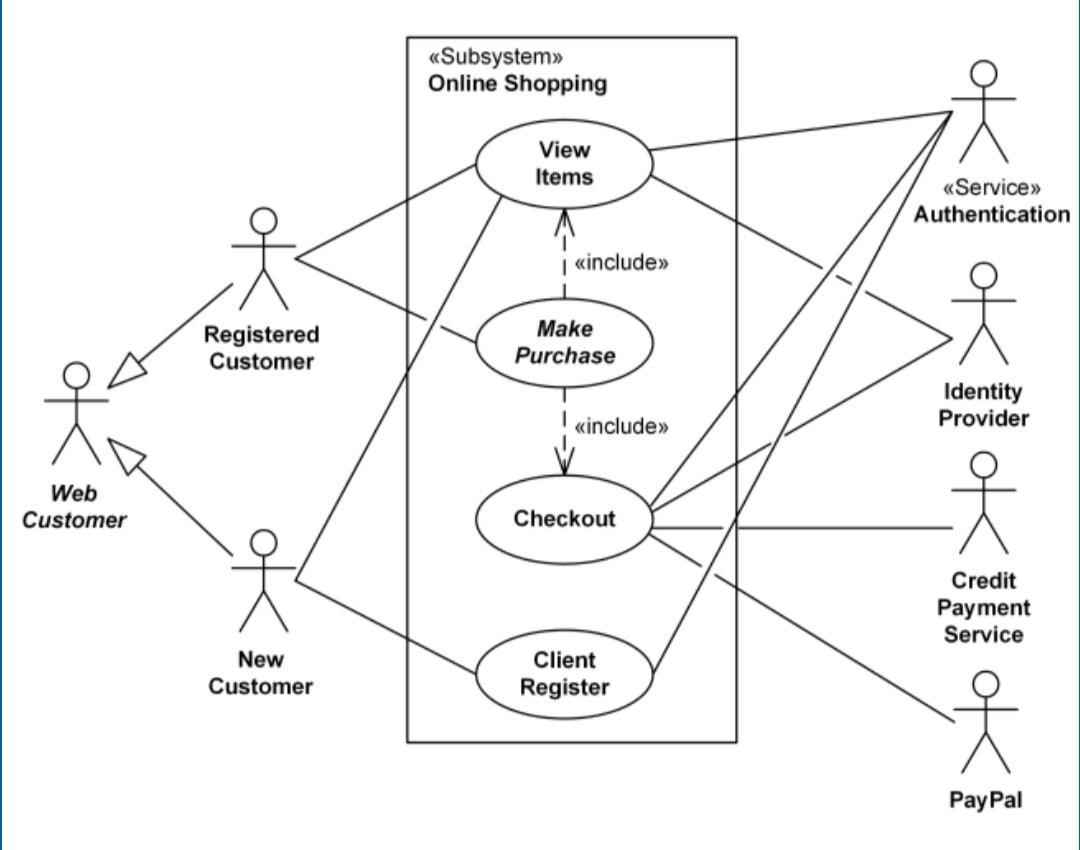 «Subsystem»
Online Shopping
View
Items
«include»
Make
Purchase
«include»
Checkout
Client
Register
Registered
Customer
Web
Customer
New
Customer
«Service»
Authentication
Identity
Provider
Credit
Payment
Service
PayPal